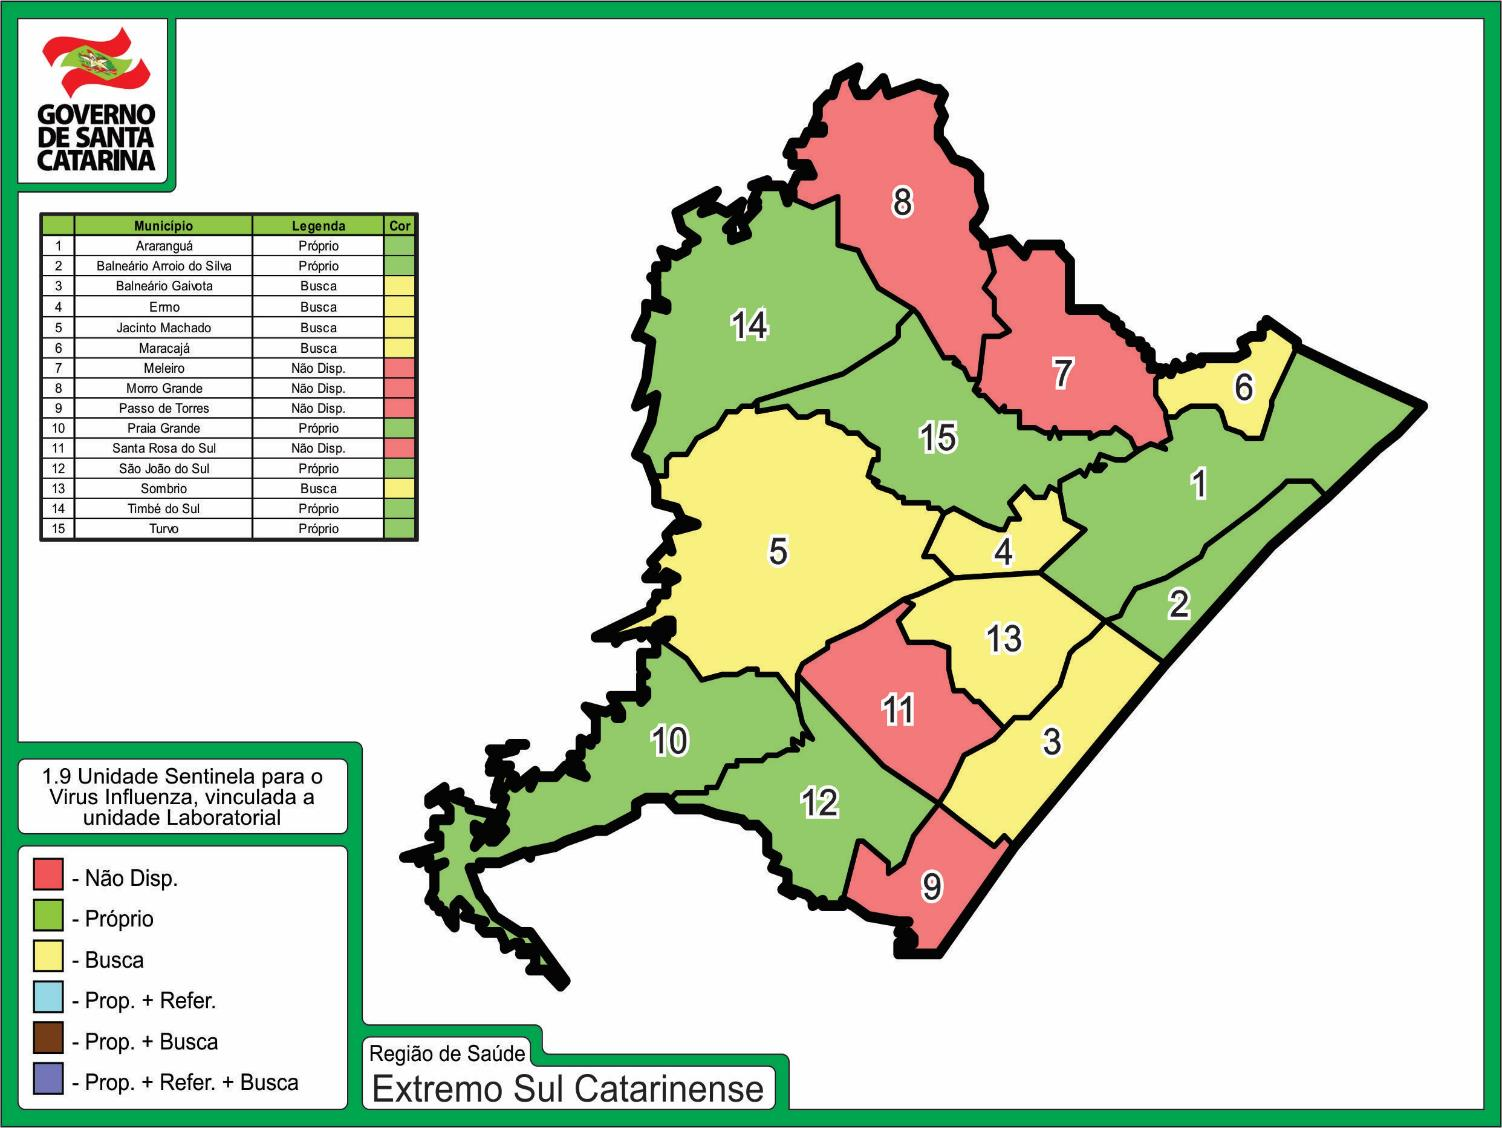 GOVERNO
DE SANTA
CATARINA
Município Legenda Cor
1 Araranguá Próprio
2 Balneário Arroio do Silva Próprio
3 Balneário Gaivota Busca
4 Ermo Busca
5 Jacinto Machado Busca
6 Maracajá Busca
7 Meleiro Não Disp.
8 Morro Grande Não Disp.
9 Passo de Torres Não Disp.
10 Praia Grande Próprio
11 Santa Rosa do Sul Não Disp.
12 São João do Sul Próprio
13 Sombrio Busca
14 Timbé do Sul Próprio
15 Turvo Próprio
8
14
7
6
15
1
5
4
2
13
11
10
3
12
9
1.9 Unidade Sentinela para o
Virus Influenza, vinculada a
unidade Laboratorial
- Não Disp.
- Próprio
- Busca
- Prop. + Refer.
- Prop. + Busca
- Prop. + Refer. + Busca
Região de Saúde
Extremo Sul Catarinense